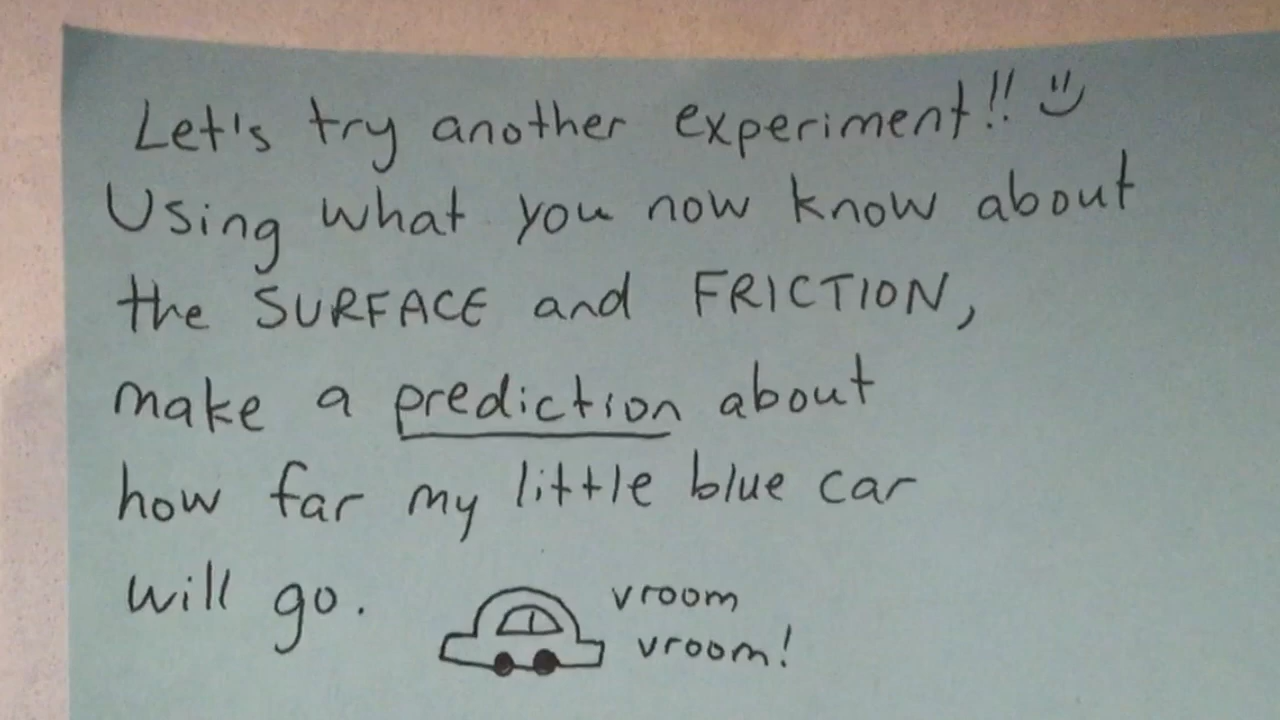 Let's try another experiment!!
Using what you now know about
the SURFACE and FRICTION,
make a prediction about
how far my little blue car
will go.
vroom
vroom!